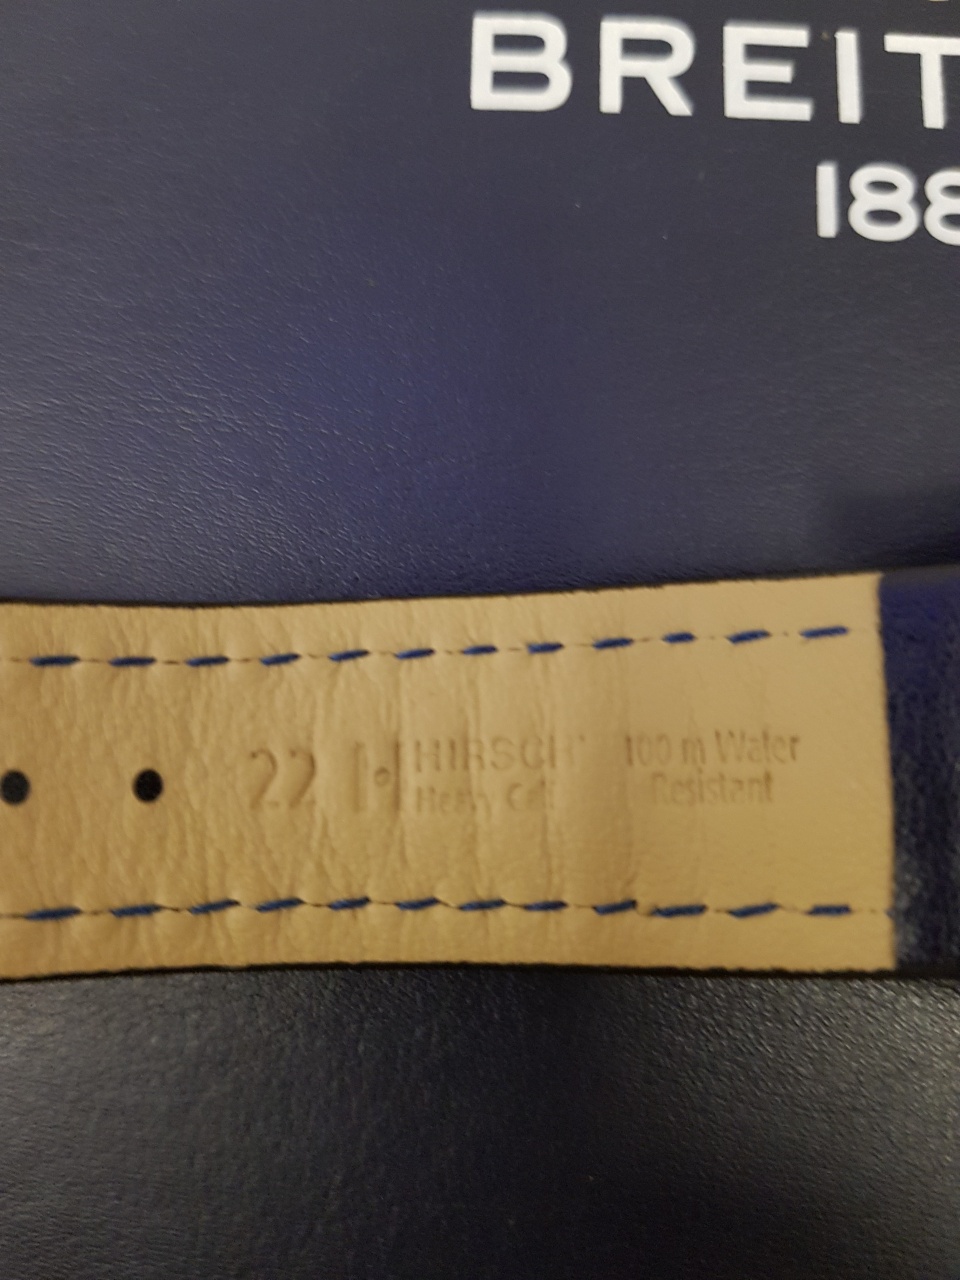 BREIT
188
22 HIRSCH 100 m Water
Heavy Calf Resistant